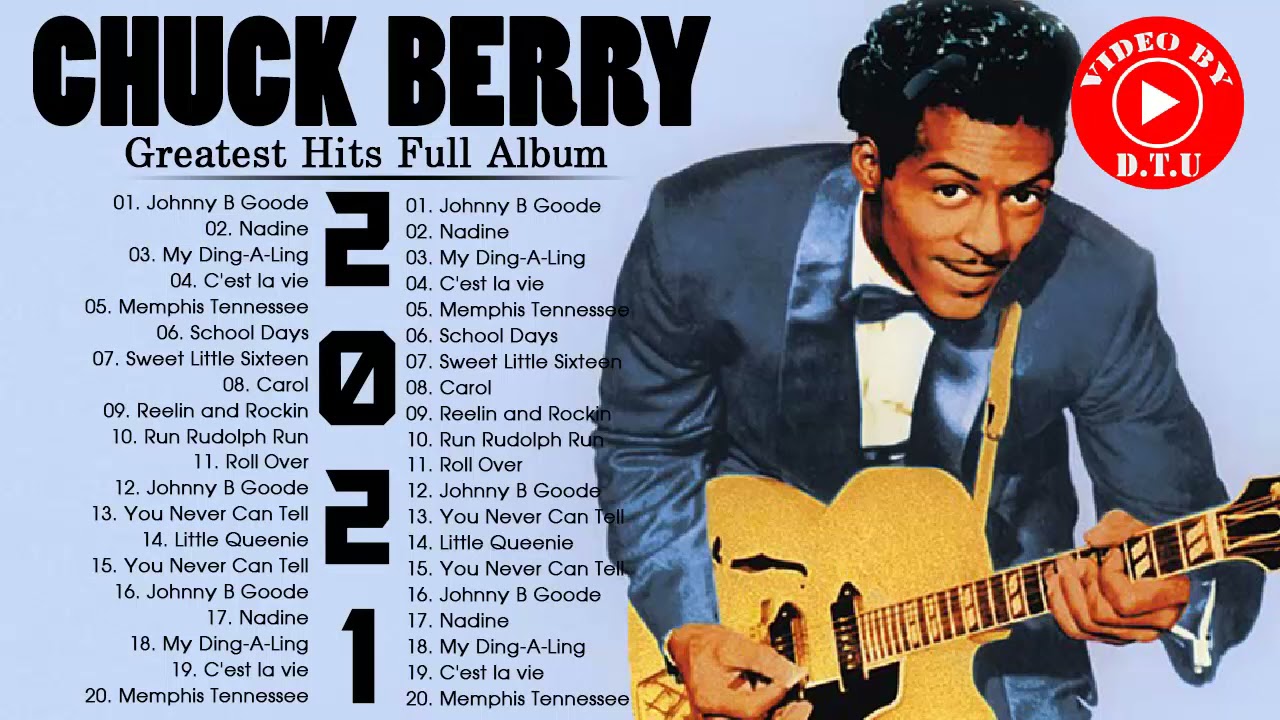 CHUCK BERRY
Greatest Hits Full Album
VIDEO BY
D.T.U
01. Johnny B Goode
02. Nadine
03. My Ding-A-Ling
04. C'est la vie
05. Memphis Tennessee
06. School Days
07. Sweet Little Sixteen
08. Carol
09. Reelin and Rockin
10. Run Rudolph Run
11. Roll Over
12. Johnny B Goode
13. You Never Can Tell
14. Little Queenie
15. You Never Can Tell
16. Johnny B Goode
17. Nadine
18. My Ding-A-Ling
19. C'est la vie
20. Memphis Tennessee
2
0
2
1
01. Johnny B Goode
02. Nadine
03. My Ding-A-Ling
04. C'est la vie
05. Memphis Tennessee
06. School Days
07. Sweet Little Sixteen
08. Carol
09. Reelin and Rockin
10. Run Rudolph Run
11. Roll Over
12. Johnny B Goode
13. You Never Can Tell
14. Little Queenie
15. You Never Can Tell
16. Johnny B Goode
17. Nadine
18. My Ding-A-Ling
19. C'est la vie
20. Memphis Tennessee